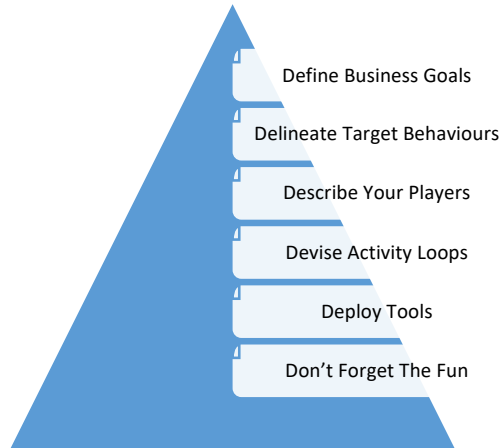 Define Business Goals
Delineate Target Behaviours
Describe Your Players
Devise Activity Loops
Deploy Tools
Don’t Forget The Fun